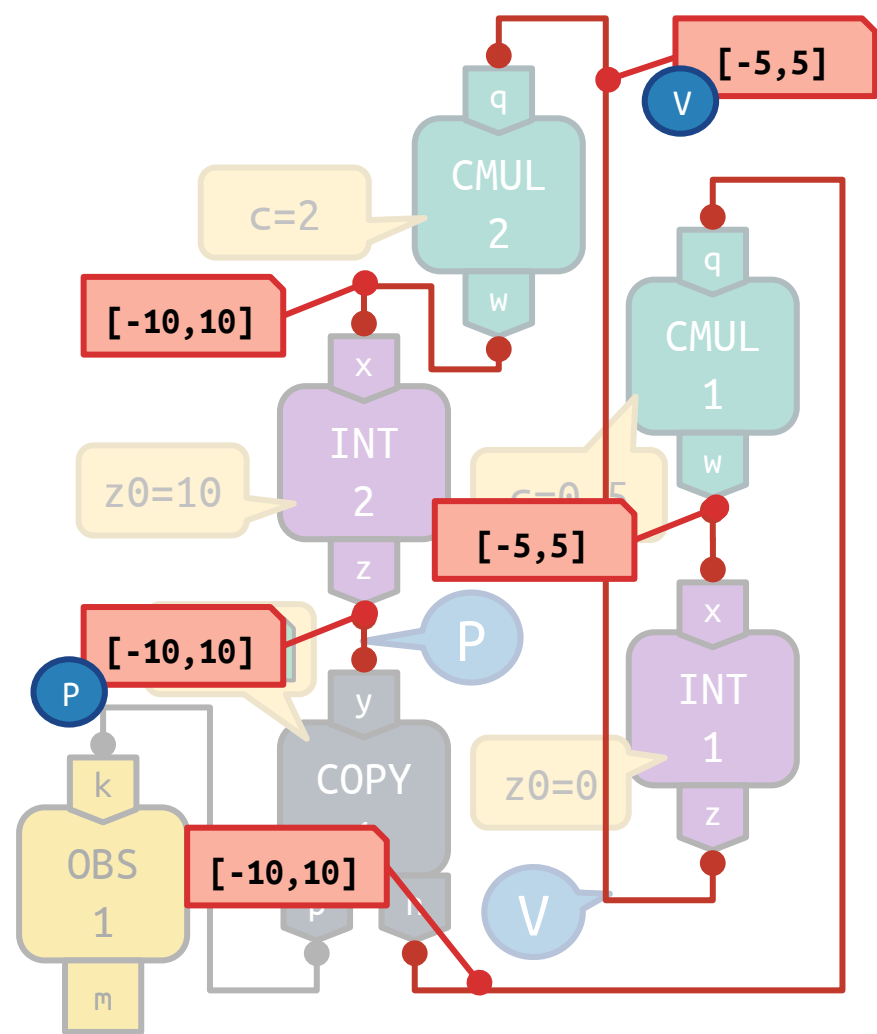 [-5,5]
V
q
CMUL
2
w
c=2
[-10,10]
q
CMUL
1
w
x
INT
2
z
z0=10
[-5,5]
[-10,10]
P
P
x
INT
1
z
z0=0
y
COPY
k
OBS
1
m
[-10,10]
p
V